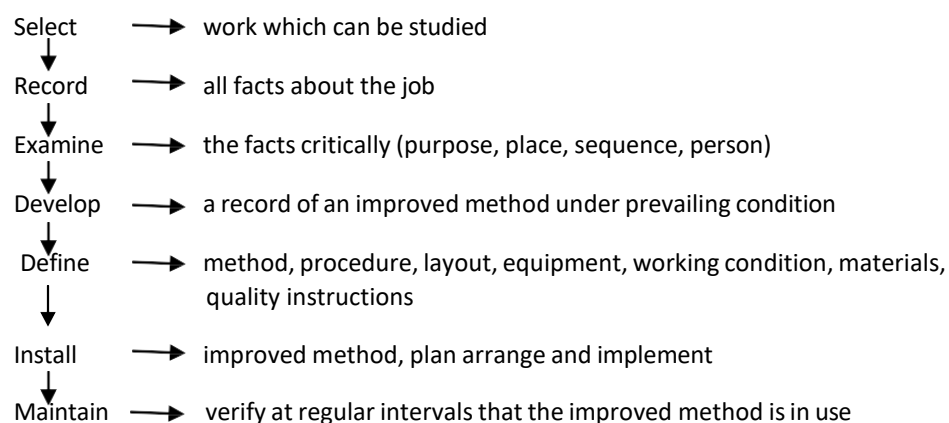 Select work which can be studied
Record all facts about the job
Examine the facts critically (purpose, place, sequence, person)
Develop a record of an improved method under prevailing condition
Define method, procedure, layout, equipment, working condition, materials,
quality instructions
Install improved method, plan arrange and implement
Maintain verify at regular intervals that the improved method is in use